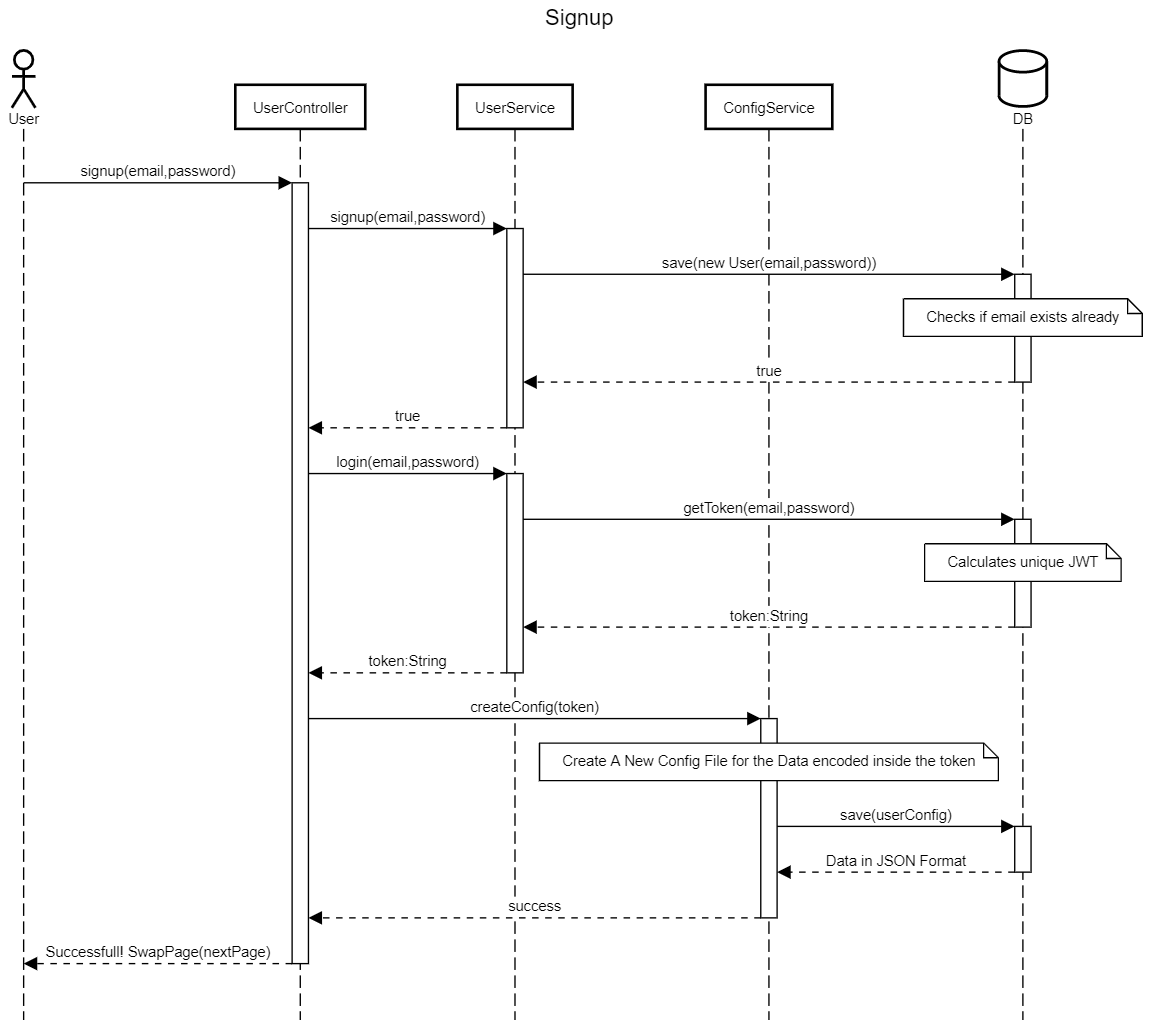 Signup
User
UserController
UserService
ConfigService
DB
signup(email,password)
signup(email,password)
save(new User(email,password))
Checks if email exists already
true
true
login(email,password)
getToken(email,password)
Calculates unique JWT
token:String
token:String
createConfig(token)
Create A New Config File for the Data encoded inside the token
save(userConfig)
Data in JSON Format
success
Successfull! SwapPage(nextPage)